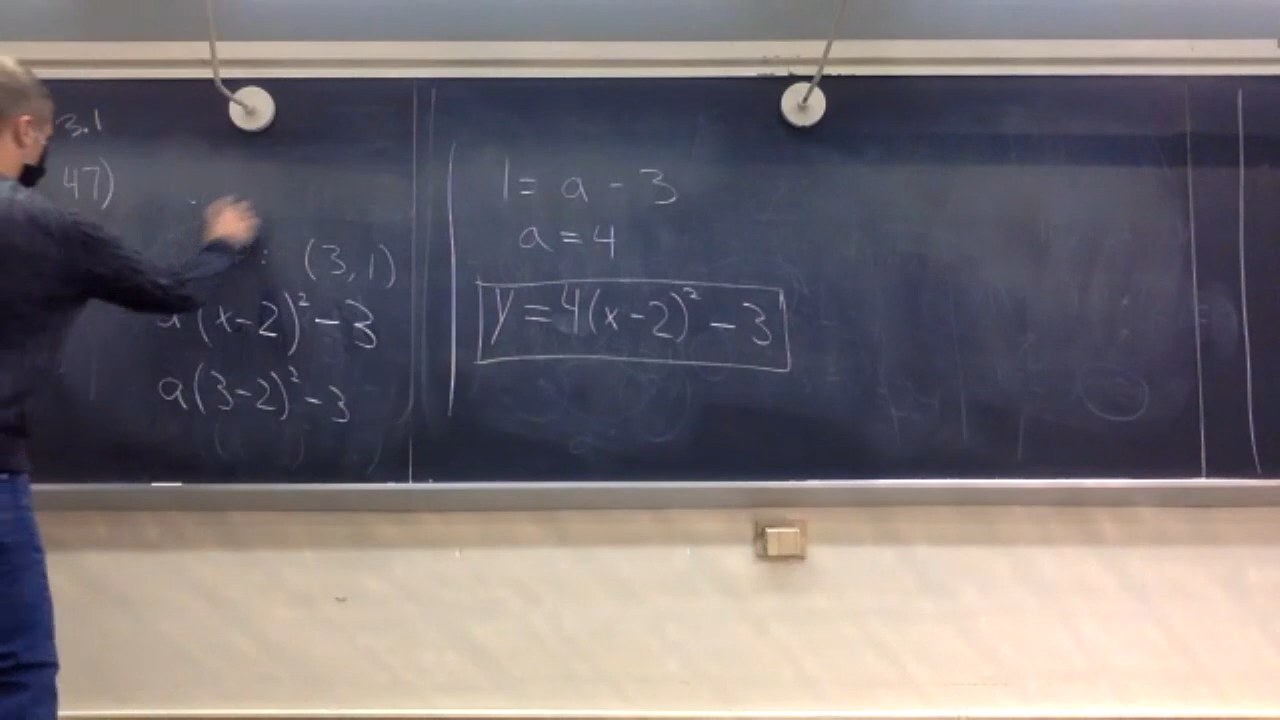 3.1
47)
: (3,1)
a(x-2)² -3
a(3-2)² -3
1 = a - 3
a = 4
y = 4(x-2)² - 3